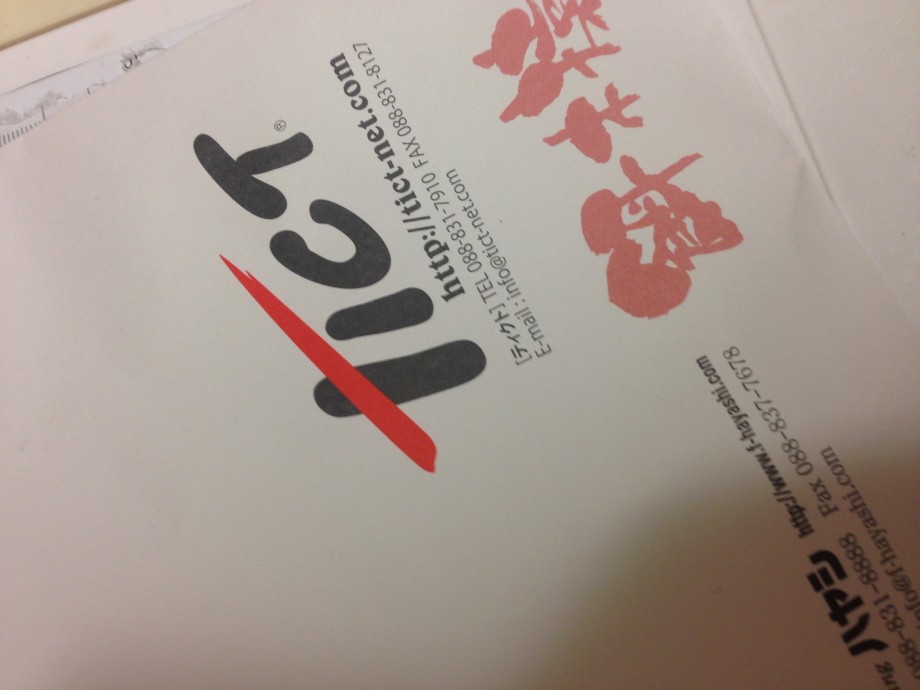 TICT®
http://tict-net.com
[ティクト] TEL 088-831-7910 FAX 088-831-8127
E-mail : info@tict-net.com
ing ハヤシ http://www.f-hayashi.com
088-831-8888 Fax 088-837-7678
info@f-hayashi.com